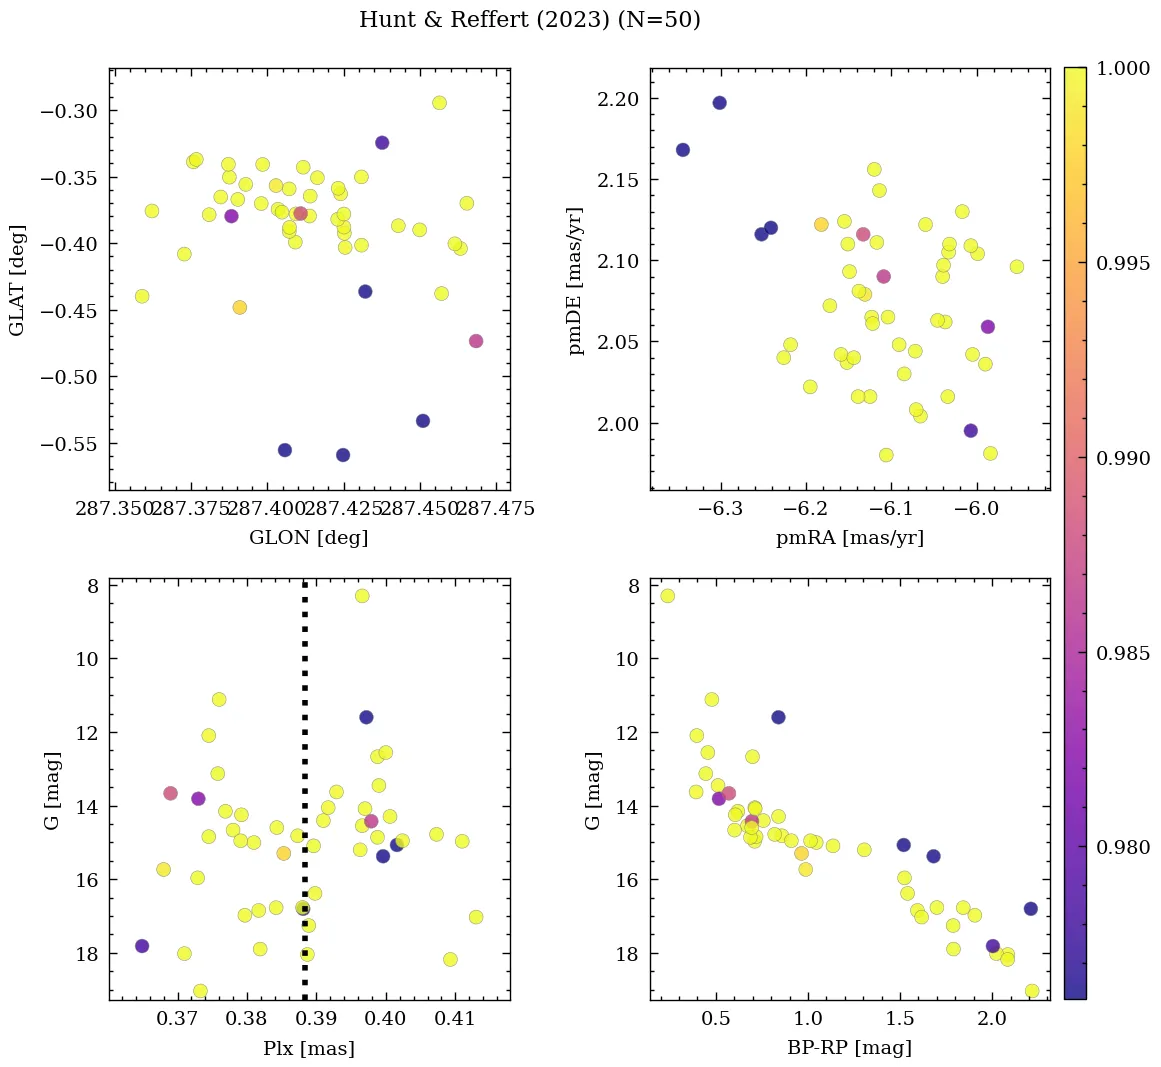 Hunt & Reffert (2023) (N=50)
−0.30
−0.35
−0.40
−0.45
−0.50
−0.55
GLAT [deg]
287.350 287.375 287.400 287.425 287.450 287.475
GLON [deg]
2.20
2.15
2.10
2.05
2.00
pmDE [mas/yr]
−6.3 −6.2 −6.1 −6.0
pmRA [mas/yr]
1.000
0.995
0.990
0.985
0.980
8
10
12
14
16
18
G [mag]
0.37 0.38 0.39 0.40 0.41
Plx [mas]
8
10
12
14
16
18
G [mag]
0.5 1.0 1.5 2.0
BP-RP [mag]